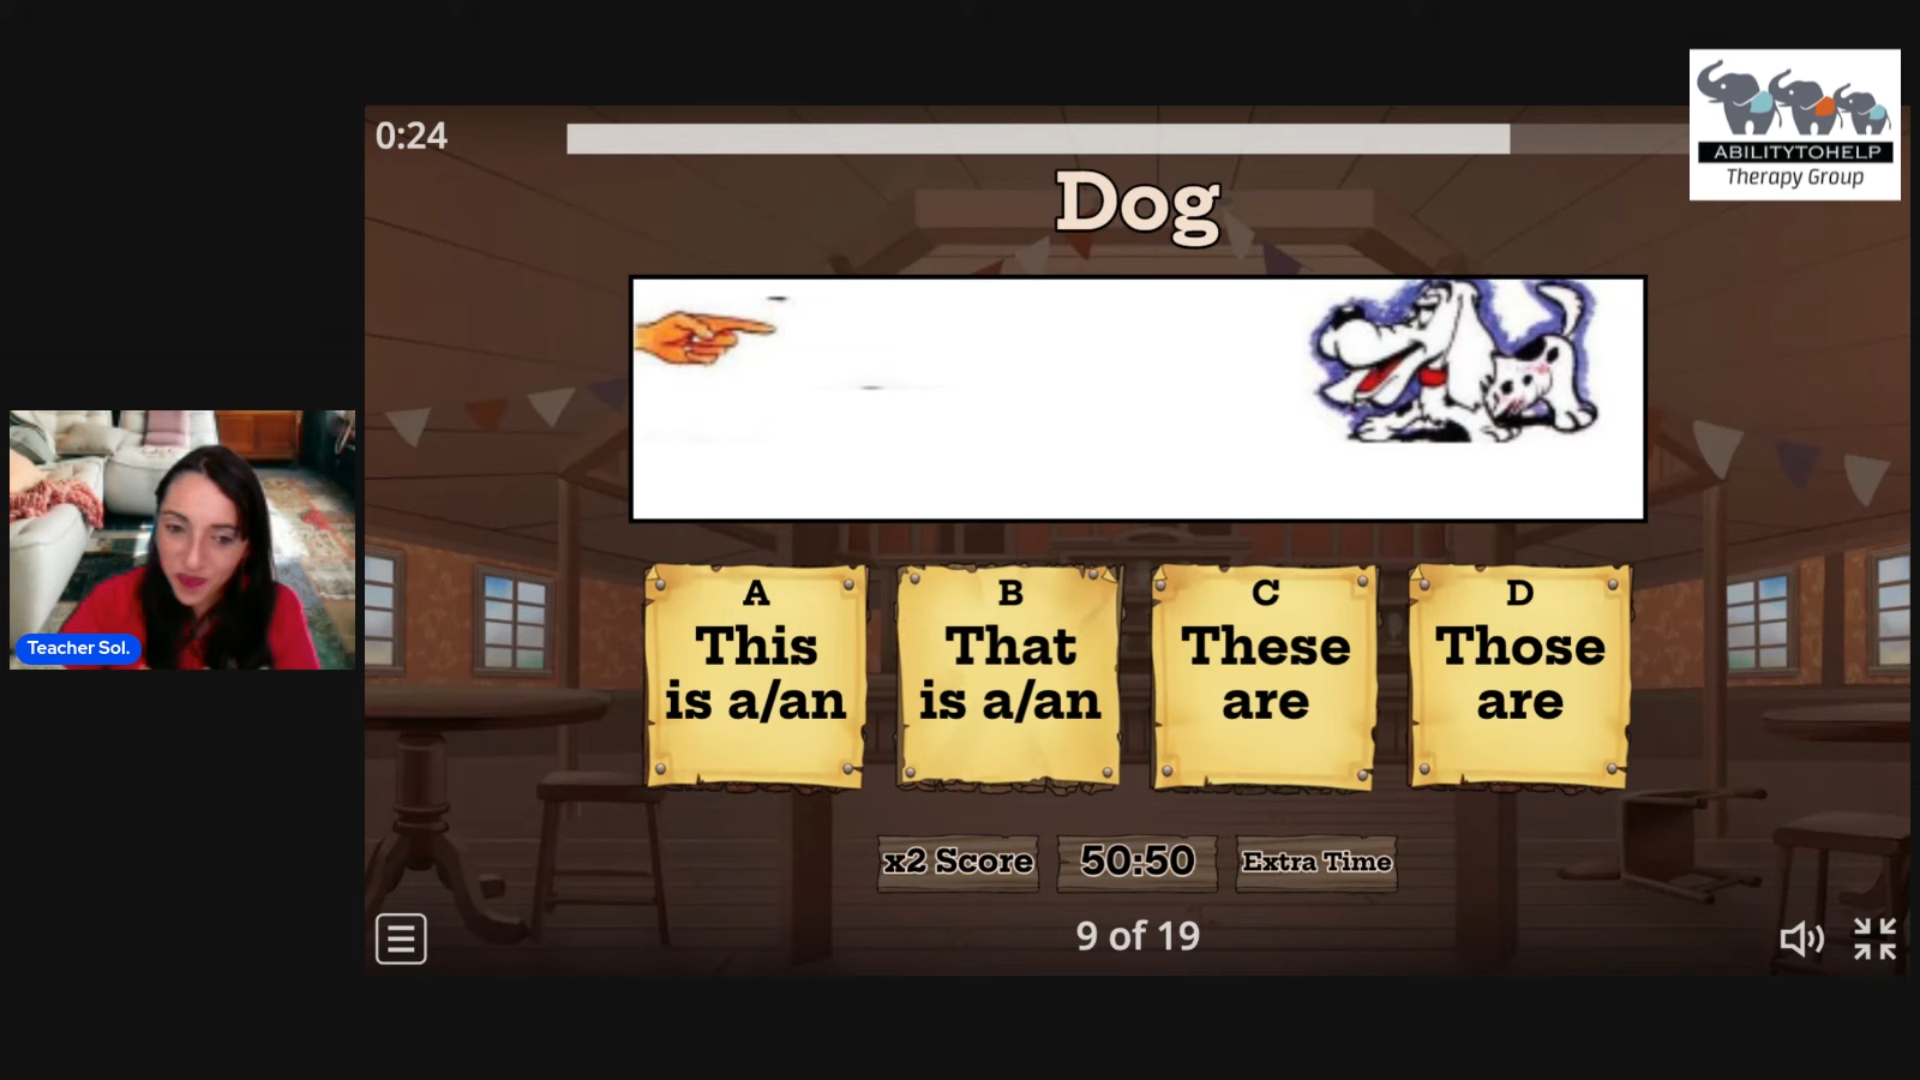 0:24
ABILITYTOHELP
Therapy Group
Dog
Teacher Sol.
A
This
is a/an
B
That
is a/an
C
These
are
D
Those
are
x2 Score
50:50
Extra Time
9 of 19